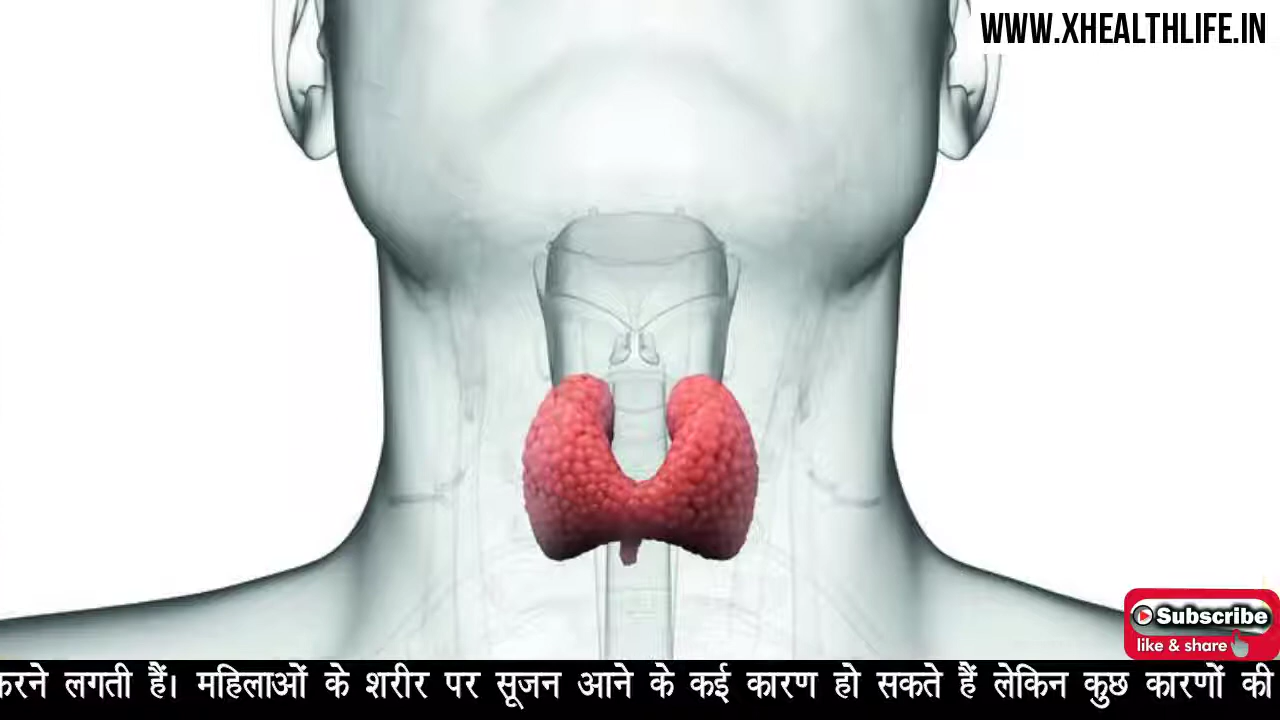 WWW.XHEALTHLIFE.IN
Subscribe
like & share
करने लगती हैं। महिलाओं के शरीर पर सूजन आने के कई कारण हो सकते हैं लेकिन कुछ कारणों की